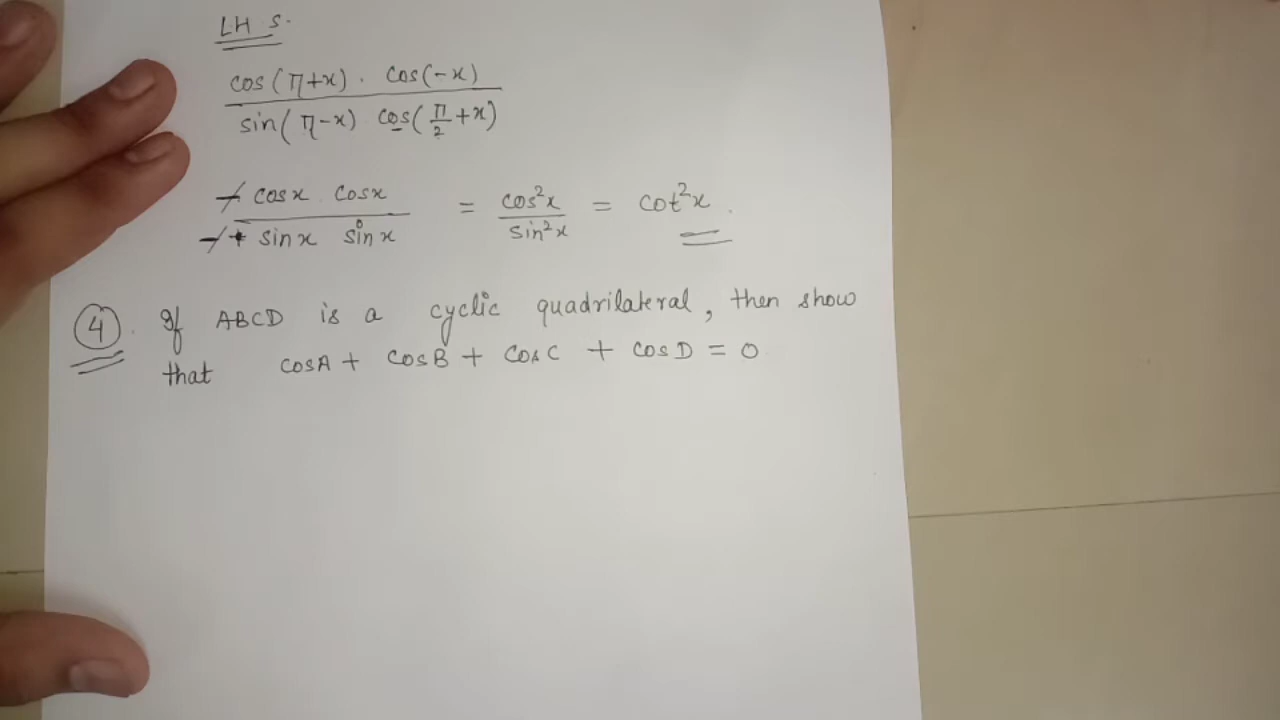 LHS.
cos(π+x) . cos(-x)
sin(π-x) cos(π/2+x)
- cosx cosx = cos²x = cot²x.
- sinx sinx sin²x
④. If ABCD is a cyclic quadrilateral, then show
that cosA + cosB + cosC + cosD = 0